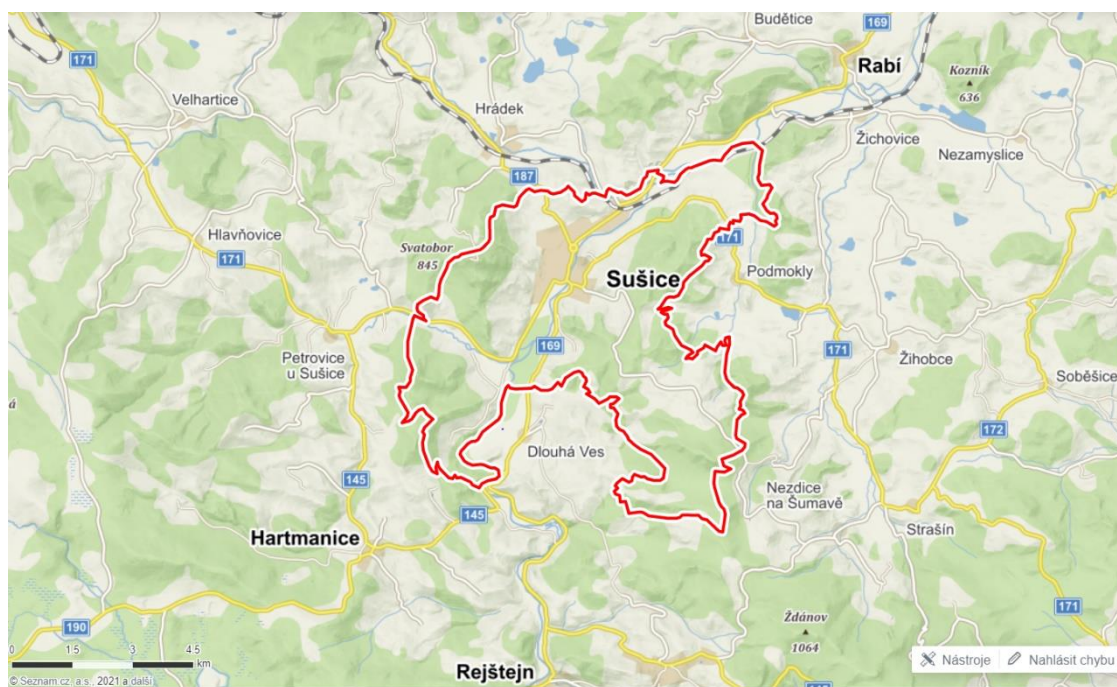 Budětice
169
Rabí
171
Kozník
636
Velhartice
Hrádek
Žichovice
Nezamyslice
187
Hlavňovice
Svatobor
845
171
171
Sušice
Podmokly
169
Petrovice
u Sušice
171
Žihobce
Soběšice
172
Dlouhá Ves
145
Nezdice
na Šumavě
145
Strašín
Hartmanice
171
190
Ždánov
1064
0 1.5 3 4.5
km
Rejštejn
Nástroje
Nahlásit chybu
© Seznam.cz, a.s., 2021 a další